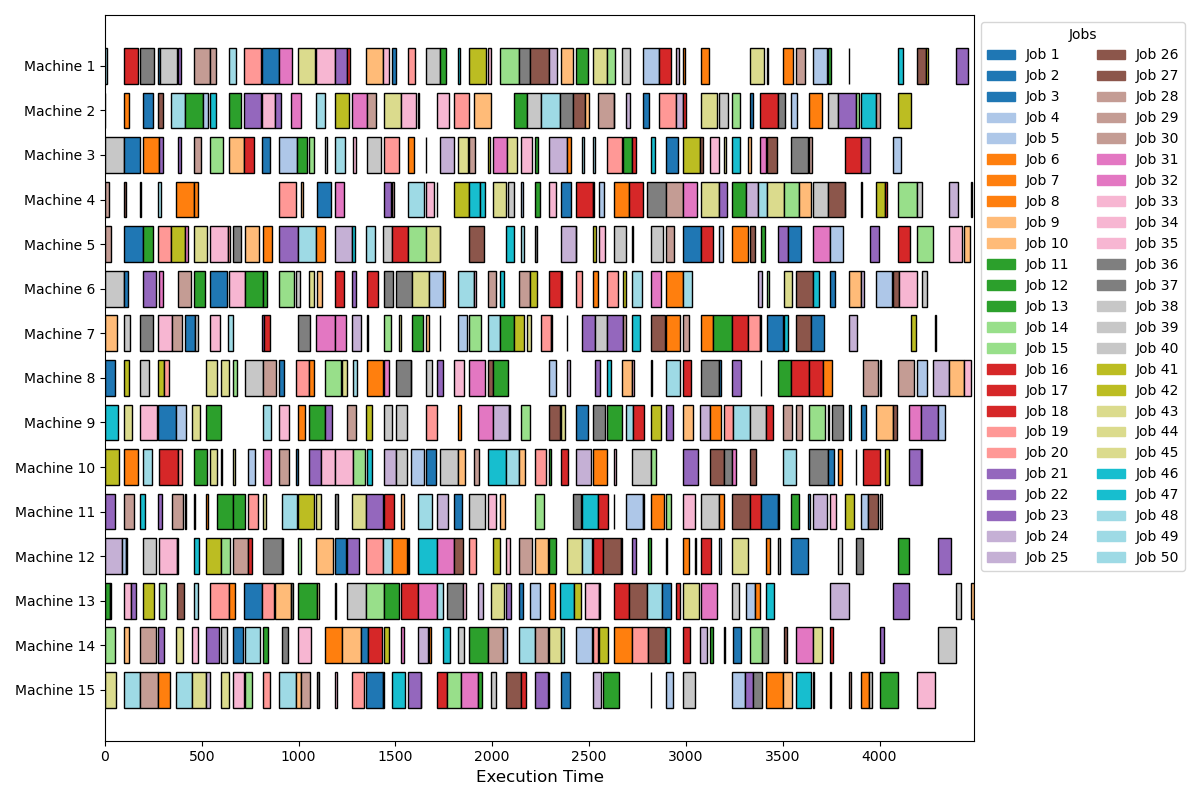 Machine 1
Machine 2
Machine 3
Machine 4
Machine 5
Machine 6
Machine 7
Machine 8
Machine 9
Machine 10
Machine 11
Machine 12
Machine 13
Machine 14
Machine 15
0 500 1000 1500 2000 2500 3000 3500 4000
Execution Time
Jobs
Job 1
Job 2
Job 3
Job 4
Job 5
Job 6
Job 7
Job 8
Job 9
Job 10
Job 11
Job 12
Job 13
Job 14
Job 15
Job 16
Job 17
Job 18
Job 19
Job 20
Job 21
Job 22
Job 23
Job 24
Job 25
Job 26
Job 27
Job 28
Job 29
Job 30
Job 31
Job 32
Job 33
Job 34
Job 35
Job 36
Job 37
Job 38
Job 39
Job 40
Job 41
Job 42
Job 43
Job 44
Job 45
Job 46
Job 47
Job 48
Job 49
Job 50